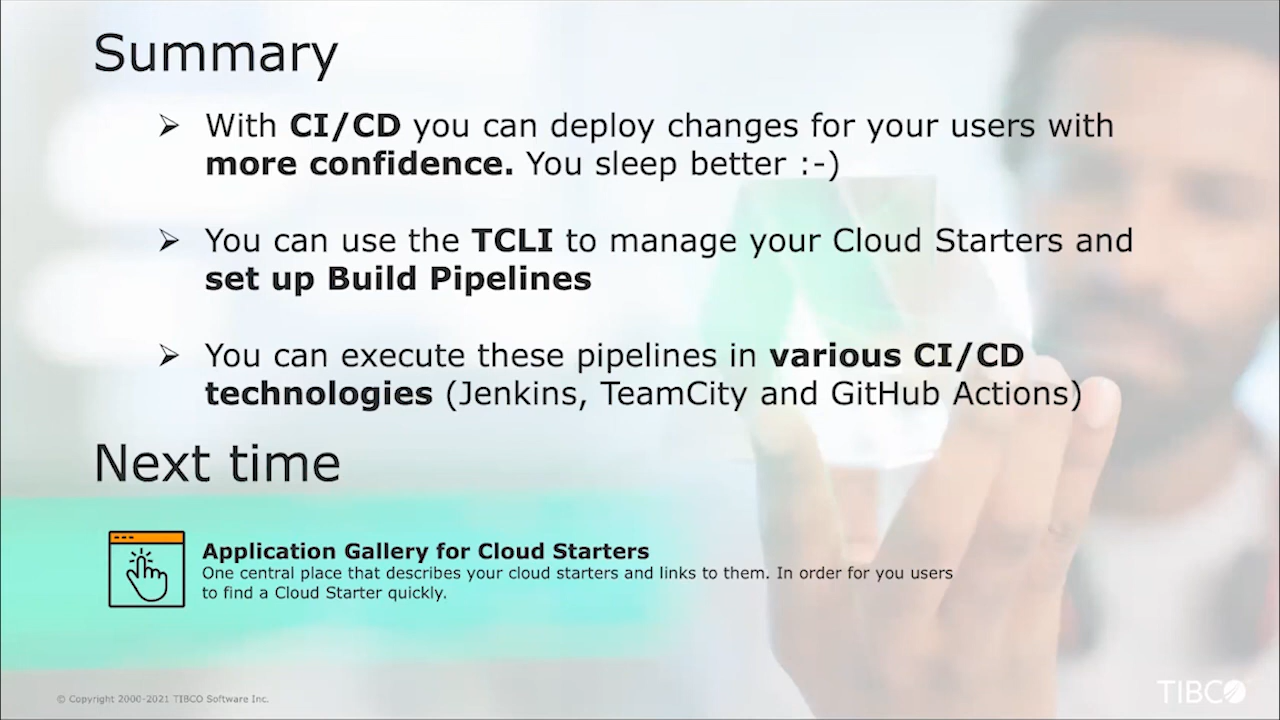 Summary
➢ With CI/CD you can deploy changes for your users with
more confidence. You sleep better :-)
➢ You can use the TCLI to manage your Cloud Starters and
set up Build Pipelines
➢ You can execute these pipelines in various CI/CD
technologies (Jenkins, TeamCity and GitHub Actions)
Next time
Application Gallery for Cloud Starters
One central place that describes your cloud starters and links to them. In order for you users
to find a Cloud Starter quickly.
© Copyright 2000-2021 TIBCO Software Inc.
TIBCO